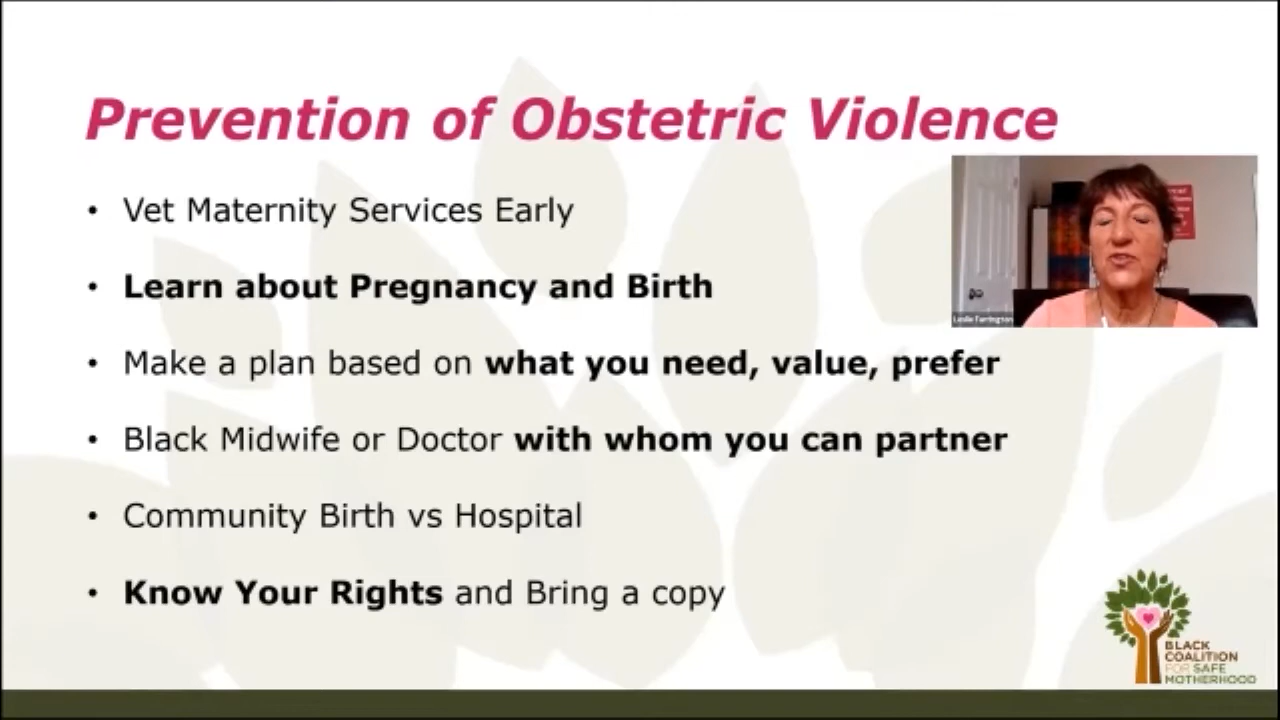 Prevention of Obstetric Violence
• Vet Maternity Services Early
• Learn about Pregnancy and Birth
• Make a plan based on what you need, value, prefer
• Black Midwife or Doctor with whom you can partner
• Community Birth vs Hospital
• Know Your Rights and Bring a copy
Leslie Farrington
BLACK
COALITION
FOR SAFE
MOTHERHOOD